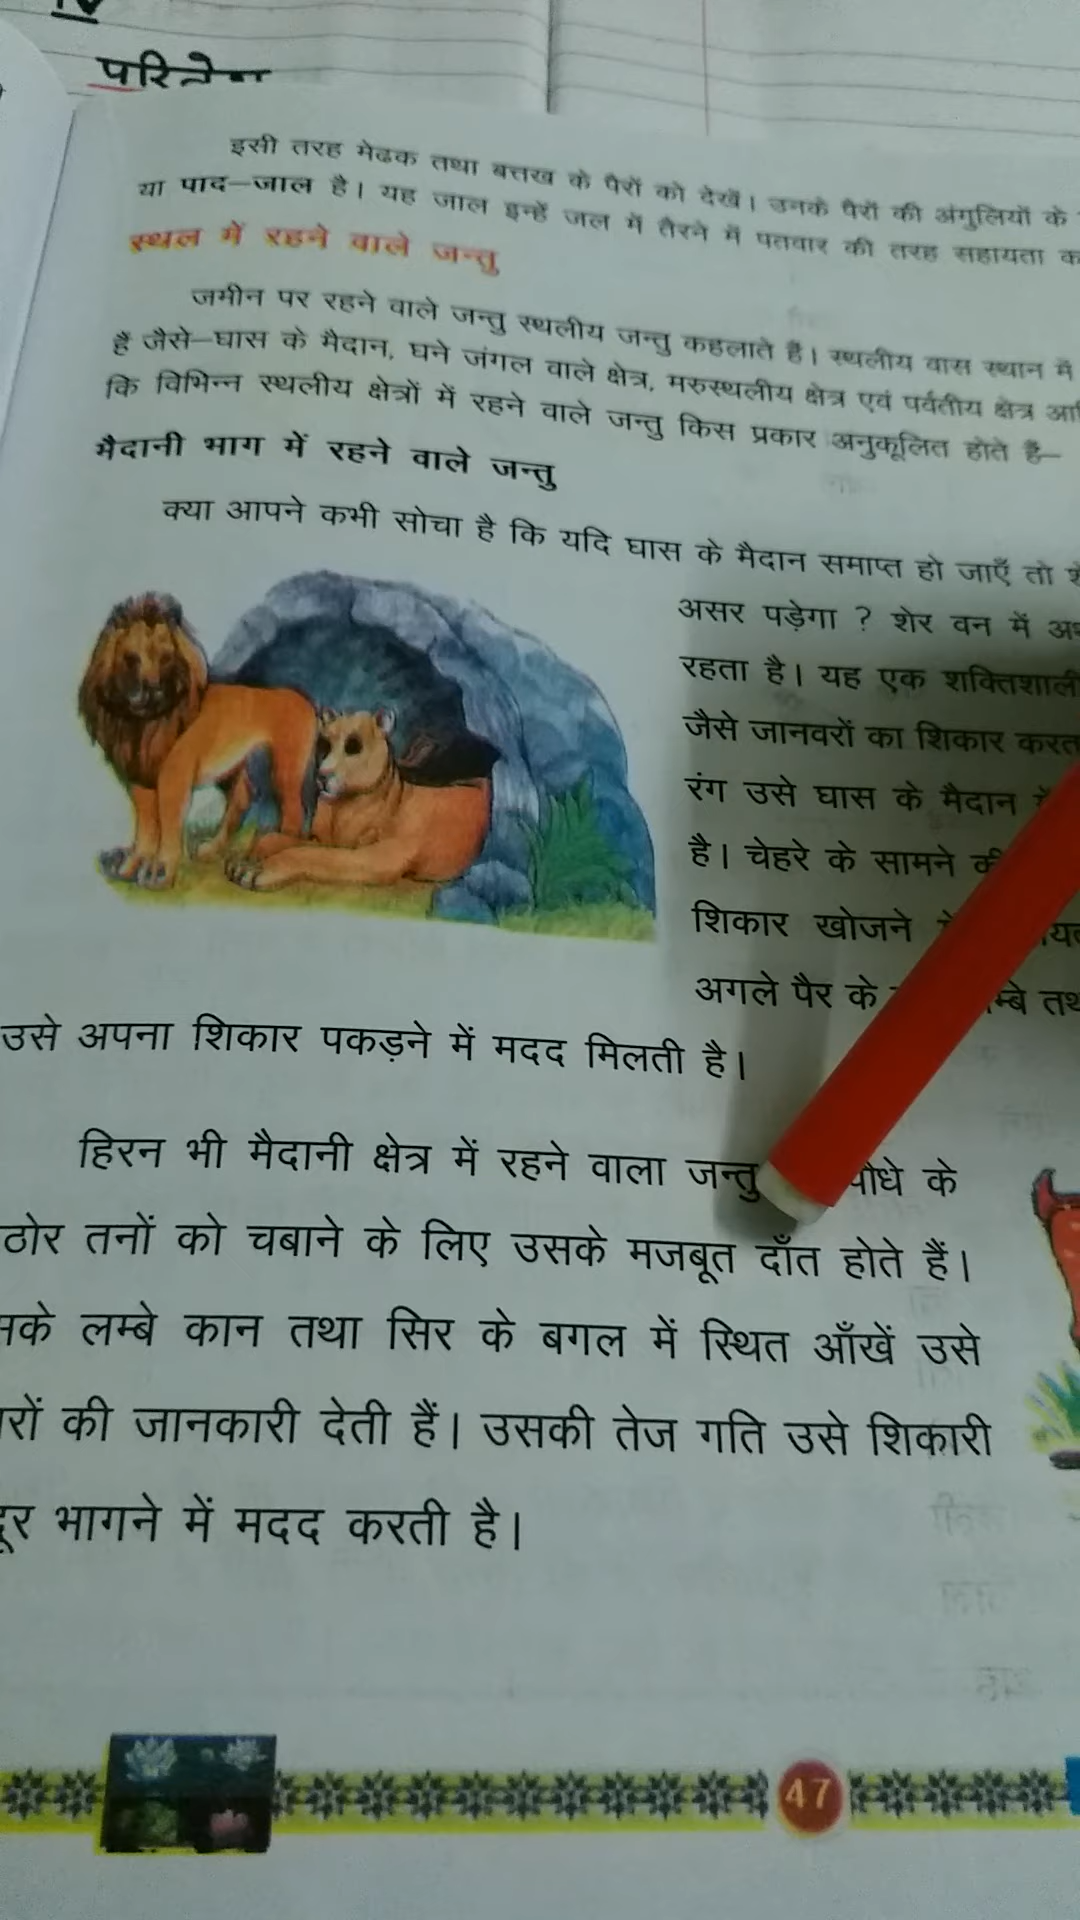 इसी तरह मेढक तथा बत्तख के पैरों को देखें। उनके पैरों की अंगुलियों के
या पाद–जाल है। यह जाल इन्हें जल में तैरने में पतवार की तरह सहायता
स्थल में रहने वाले जन्तु
जमीन पर रहने वाले जन्तु स्थलीय जन्तु कहलाते हैं। स्थलीय वास स्थान में
हैं जैसे–घास के मैदान, घने जंगल वाले क्षेत्र, मरुस्थलीय क्षेत्र एवं पर्वतीय क्षेत्र
कि विभिन्न स्थलीय क्षेत्रों में रहने वाले जन्तु किस प्रकार अनुकूलित होते हैं–
मैदानी भाग में रहने वाले जन्तु
क्या आपने कभी सोचा है कि यदि घास के मैदान समाप्त हो जाएँ तो
असर पड़ेगा ? शेर वन में
रहता है। यह एक शक्तिशाली
जैसे जानवरों का शिकार
रंग उसे घास के मैदान
है। चेहरे के सामने
शिकार खोजने
अगले पैर के
उसे अपना शिकार पकड़ने में मदद मिलती है।
हिरन भी मैदानी क्षेत्र में रहने वाला जन्तु पौधे के
ठोर तनों को चबाने के लिए उसके मजबूत दाँत होते हैं।
सके लम्बे कान तथा सिर के बगल में स्थित आँखें उसे
रों की जानकारी देती हैं। उसकी तेज गति उसे शिकारी
दूर भागने में मदद करती है।
47